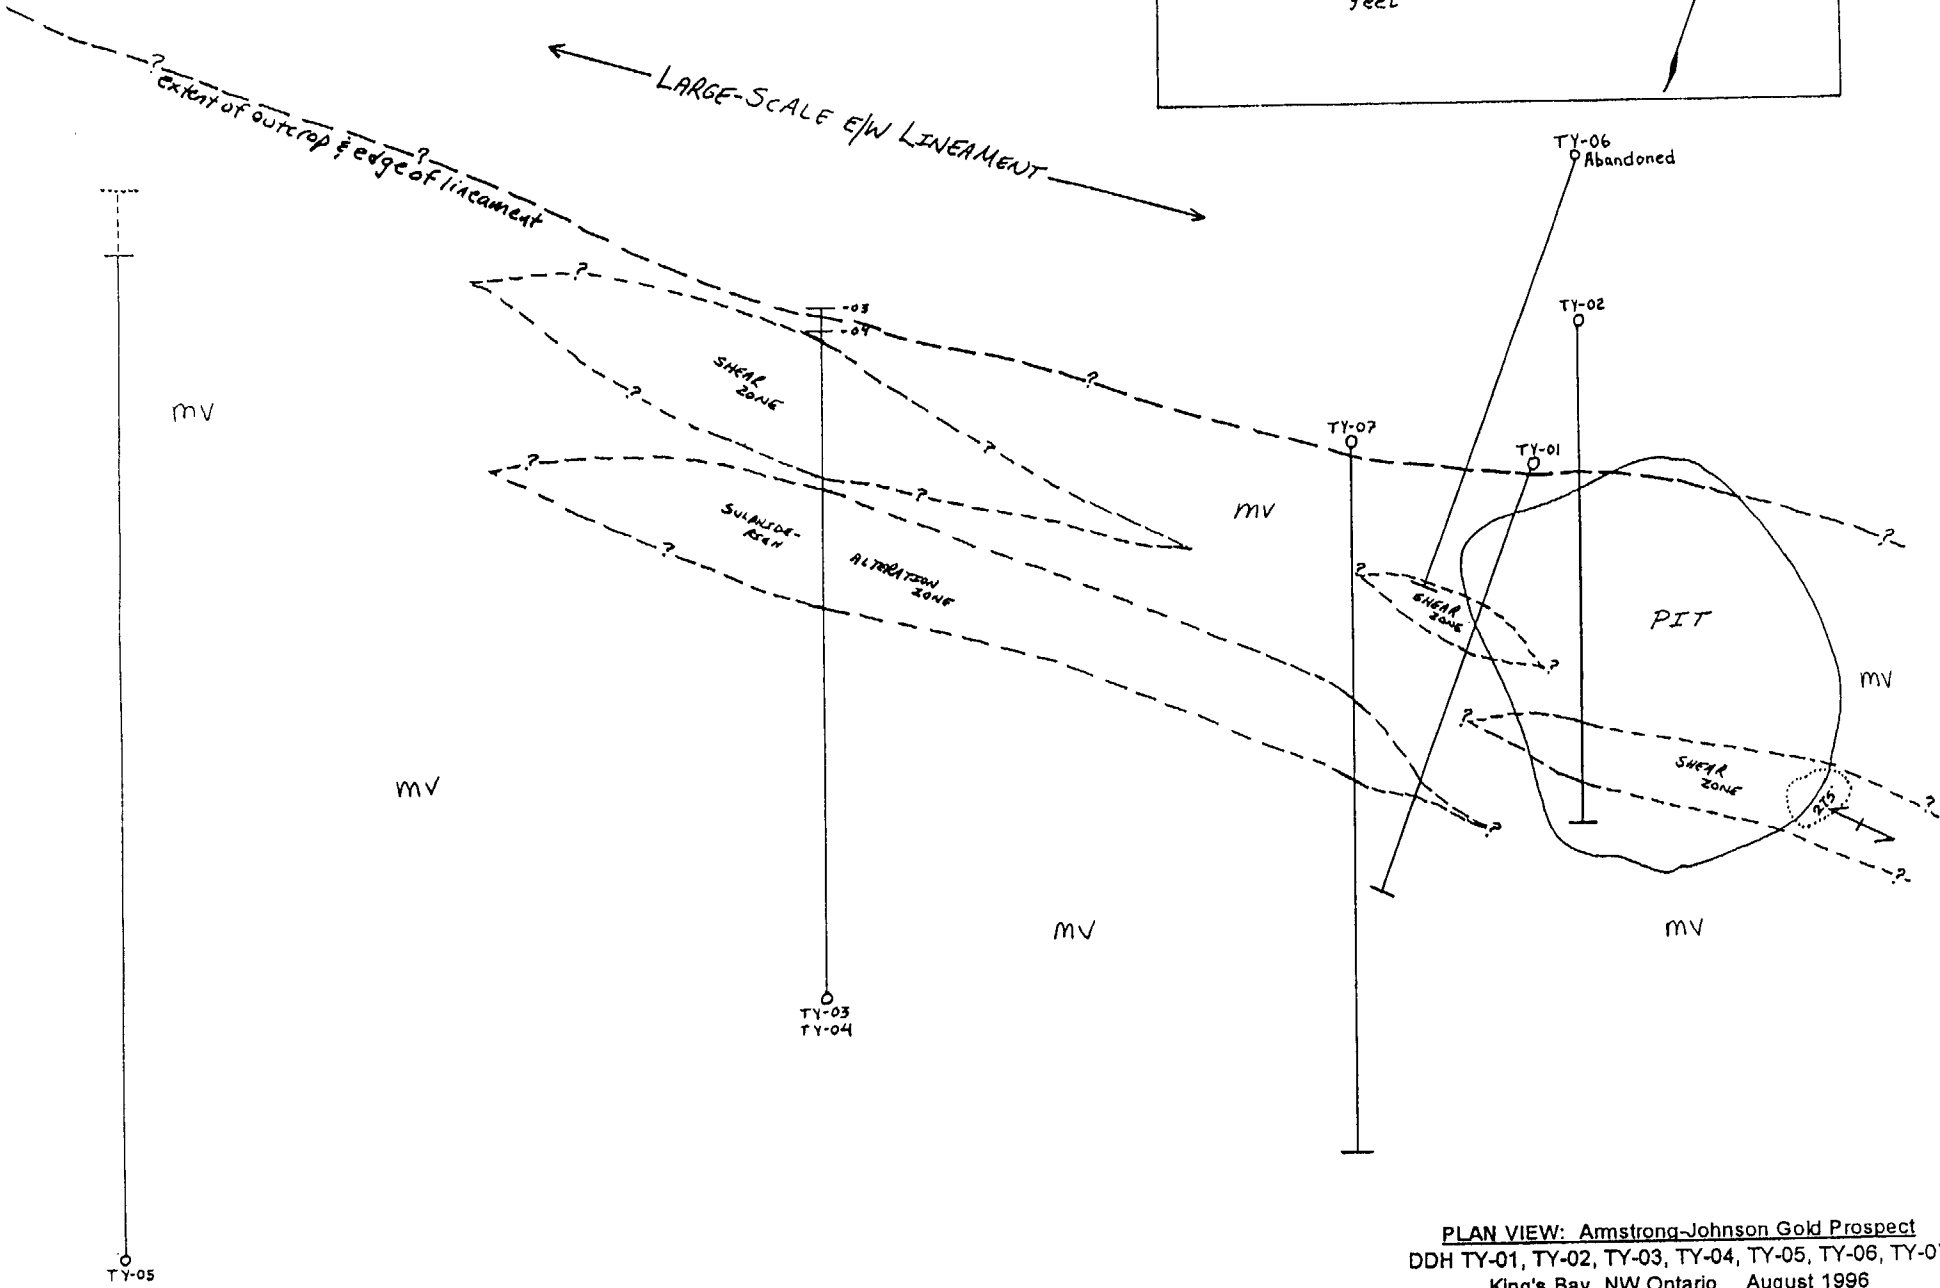 feet
TY-06
Abandoned
LARGE-SCALE E/W LINEAMENT
?
extent of outcrop & edge of lineament
?
?
-03
-04
TY-02
SHEAR
ZONE
?
?
?
mv
TY-07
TY-01
?
?
mv
?
SULPHIDE-
RICH
?
ALTERATION
ZONE
?
SHEAR
ZONE
PIT
?
mv
?
SHEAR
ZONE
275
?
mv
?
?
mv
mv
TY-03
TY-04
TY-05
PLAN VIEW: Armstrong-Johnson Gold Prospect
DDH TY-01, TY-02, TY-03, TY-04, TY-05, TY-06, TY-07
King's Bay, NW Ontario August 1996